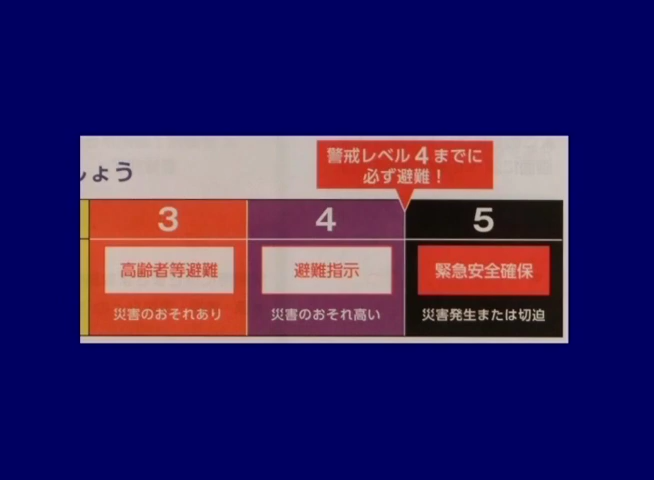 しょう
警戒レベル4までに
必ず避難！
3
4
5
高齢者等避難
避難指示
緊急安全確保
災害のおそれあり
災害のおそれ高い
災害発生または切迫